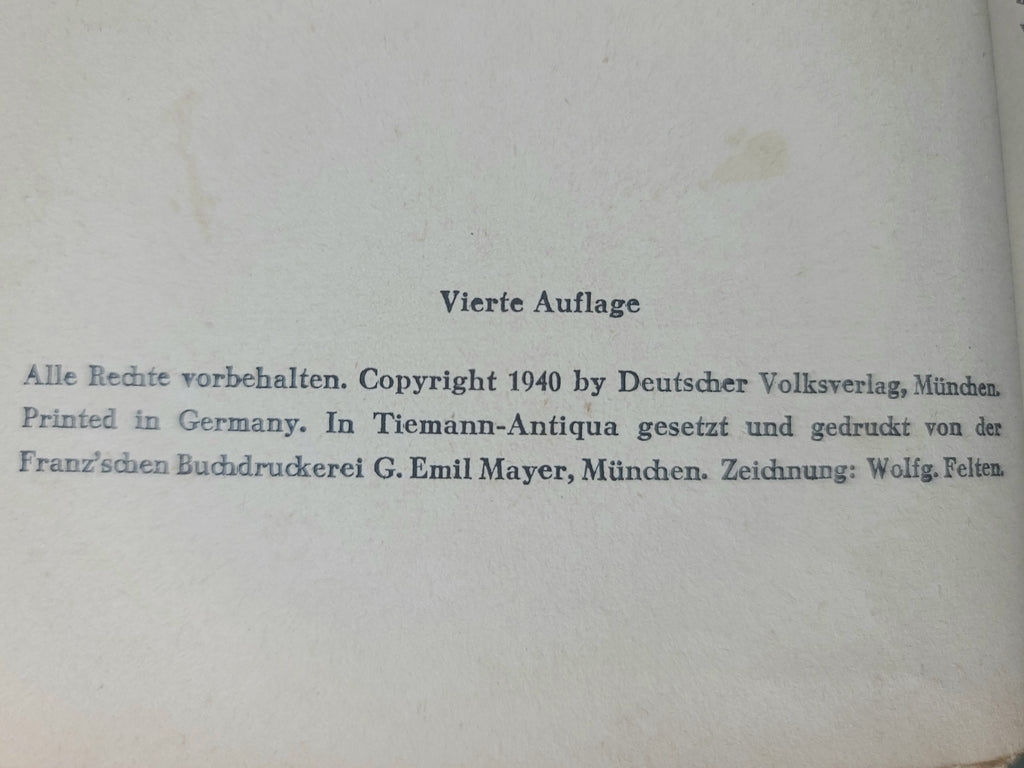 Vierte Auflage
Alle Rechte vorbehalten. Copyright 1940 by Deutscher Volksverlag, München.
Printed in Germany. In Tiemann-Antiqua gesetzt und gedruckt von der
Franz'schen Buchdruckerei G. Emil Mayer, München. Zeichnung: Wolfg. Felten.